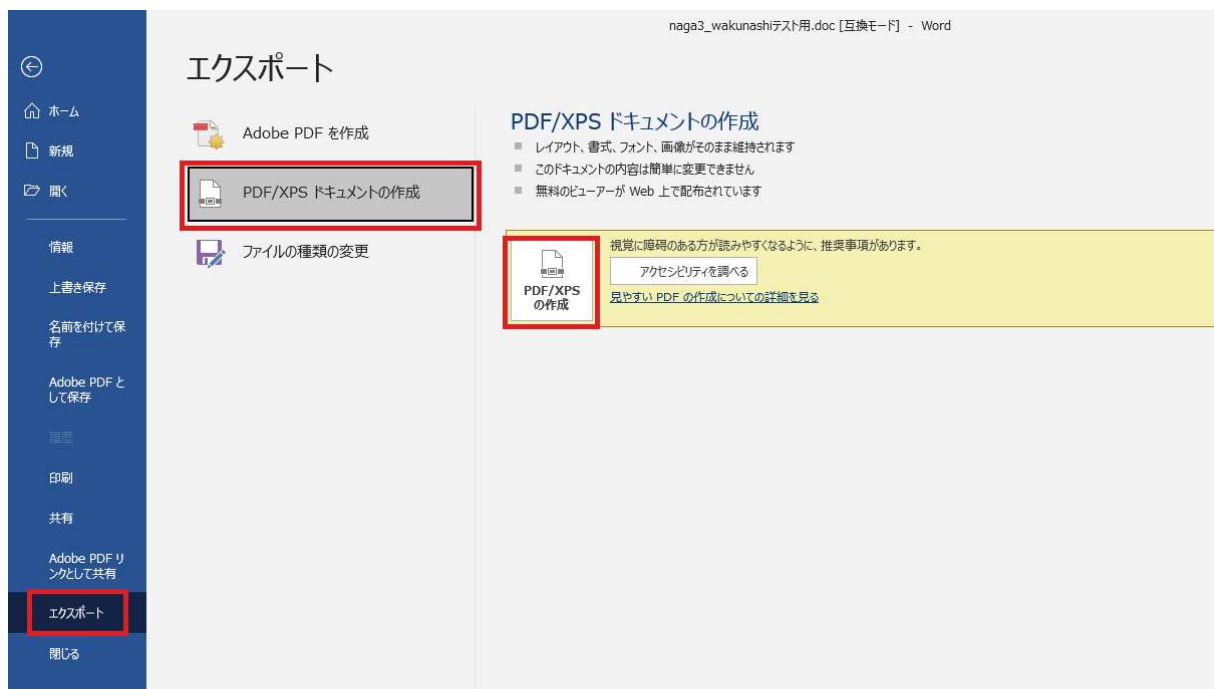 naga3_wakunashiテスト用.doc [互換モード] - Word
ホーム
新規
開く
情報
上書き保存
名前を付けて保
存
Adobe PDF と
して保存
印刷
共有
Adobe PDF リ
ンクとして共有
エクスポート
閉じる
エクスポート
Adobe PDF を作成
PDF/XPS ドキュメントの作成
ファイルの種類の変更
PDF/XPS ドキュメントの作成
レイアウト、書式、フォント、画像がそのまま維持されます
このドキュメントの内容は簡単に変更できません
無料のビューアーが Web 上で配布されています
PDF/XPS
の作成
視覚に障碍のある方が読みやすくなるように、推奨事項があります。
アクセシビリティを調べる
見やすい PDF の作成についての詳細を見る